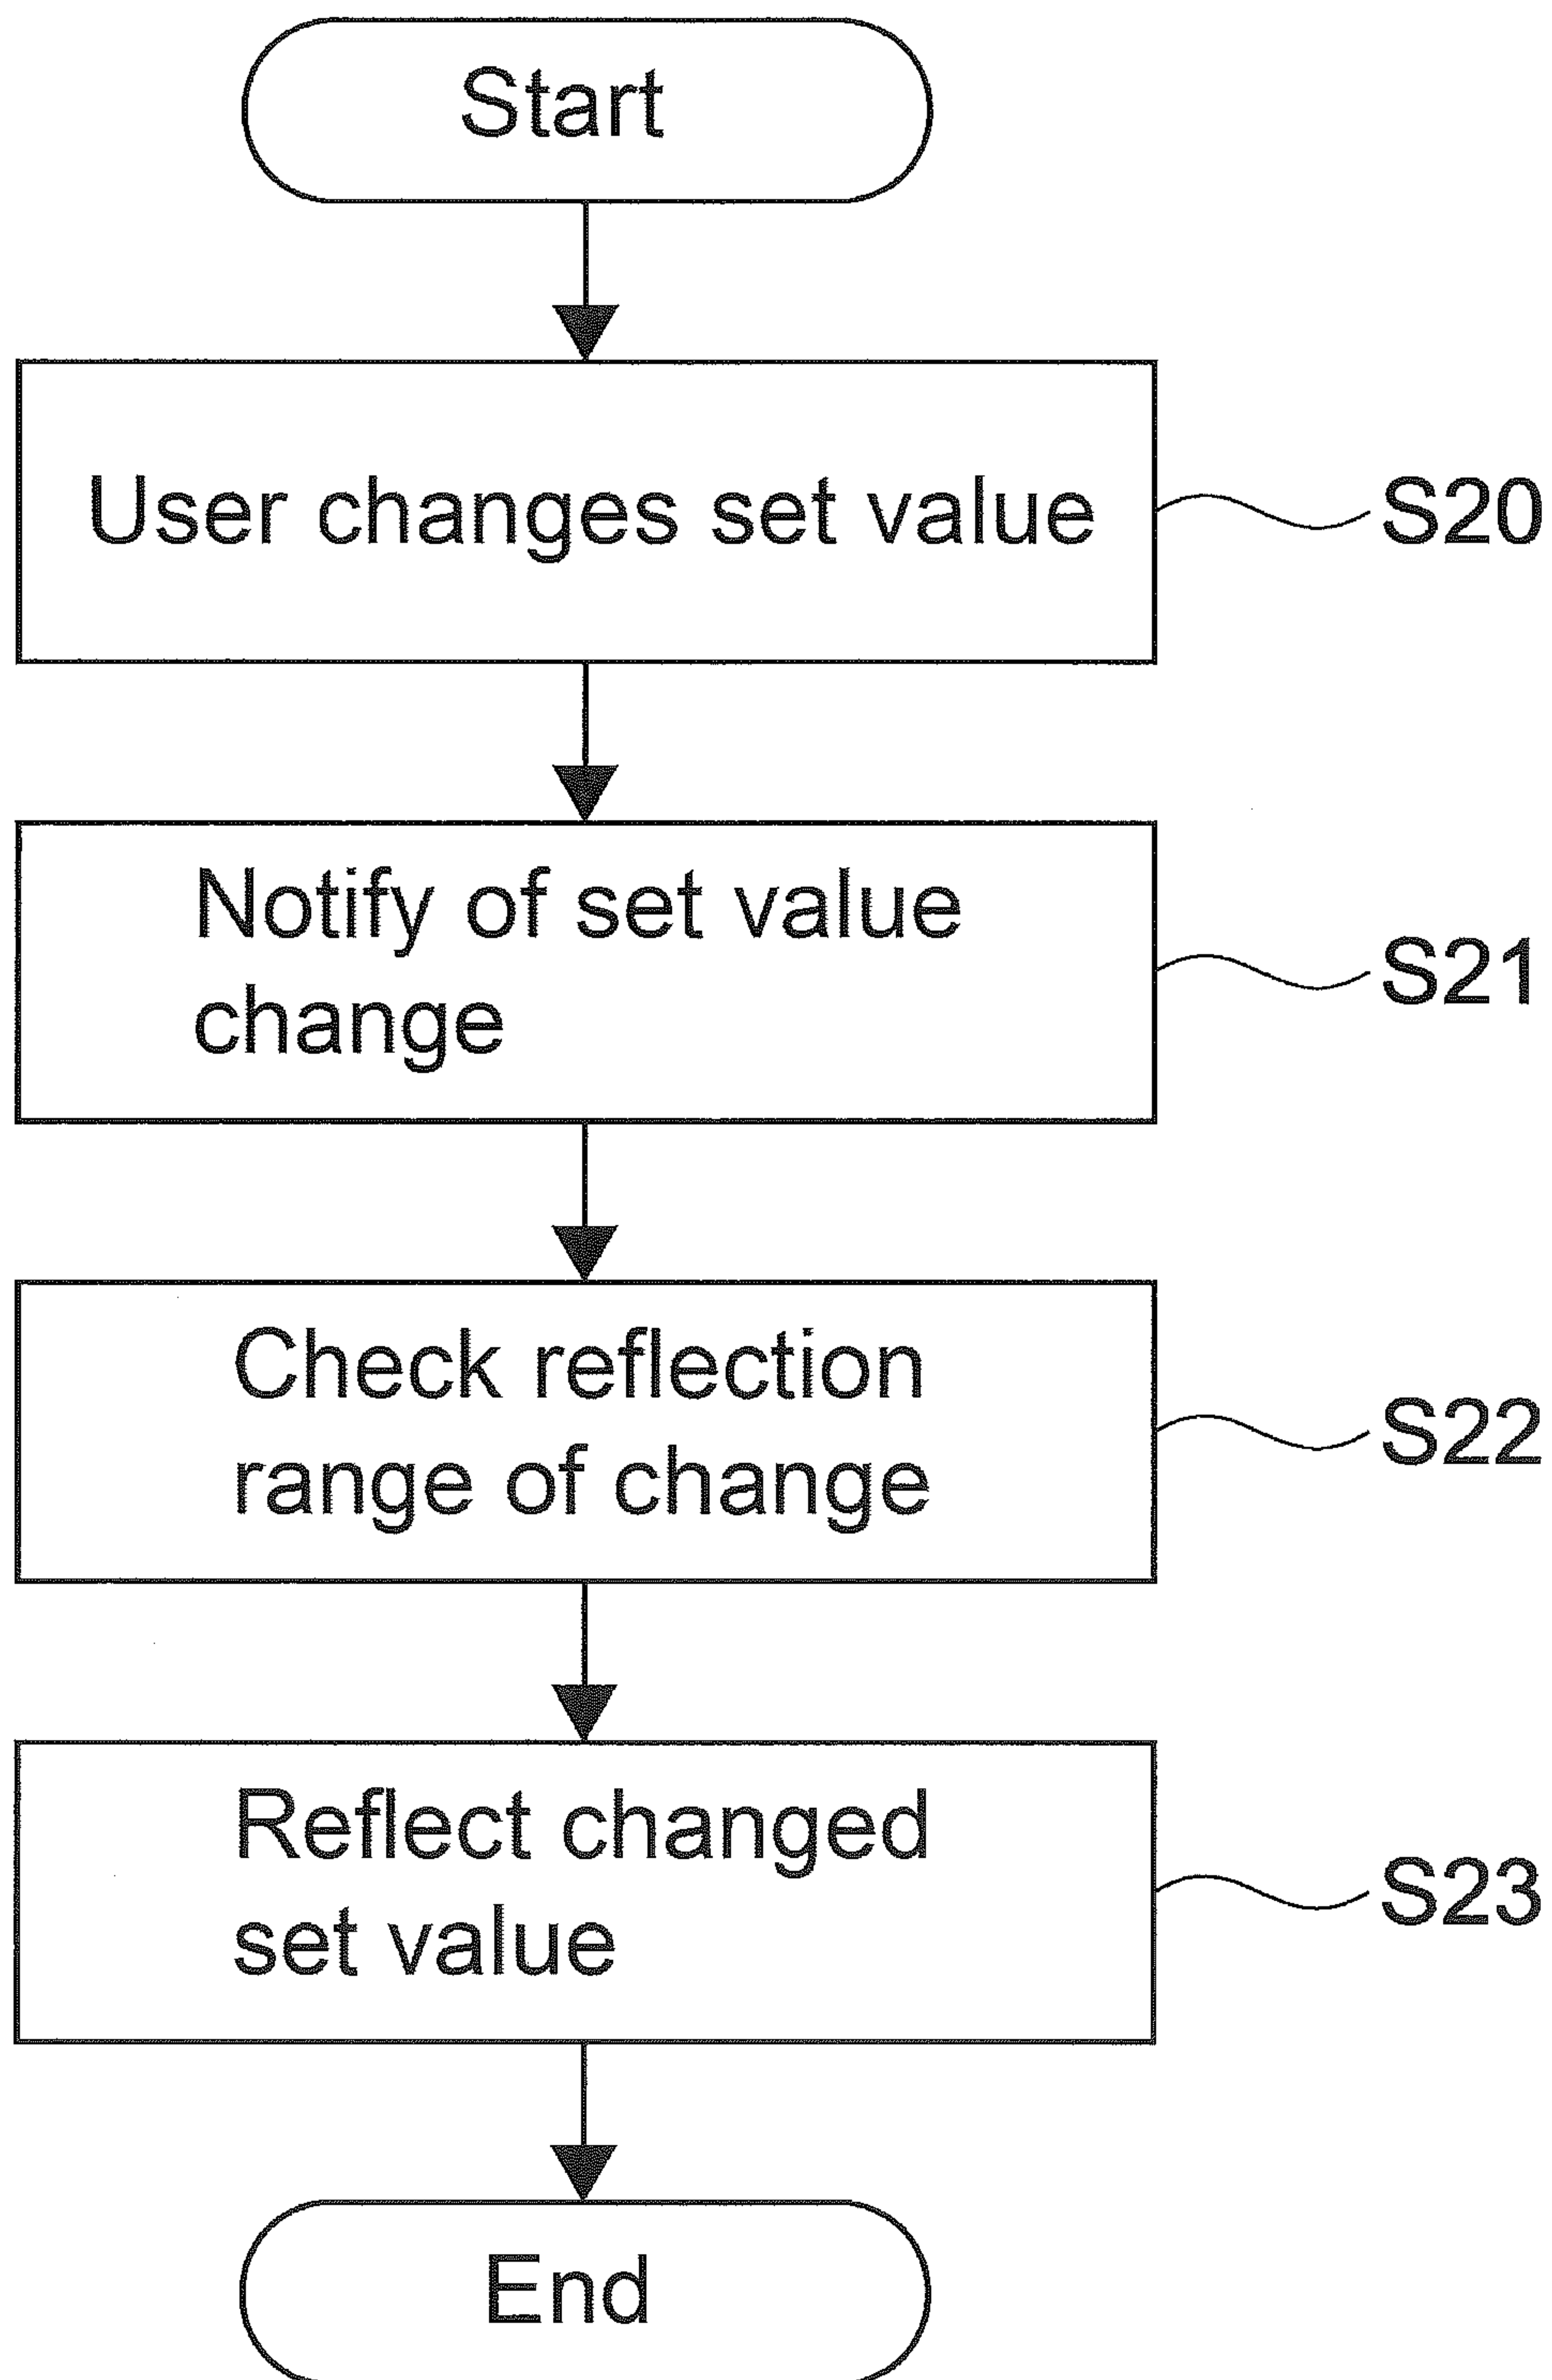 Start
User changes set value
S20
Notify of set value
change
S21
Check reflection
range of change
S22
Reflect changed
set value
S23
End